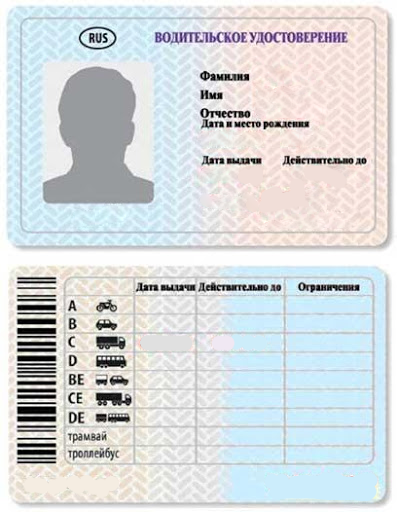 RUS ВОДИТЕЛЬСКОЕ УДОСТОВЕРЕНИЕ
Фамилия
Имя
Отчество
Дата и место рождения
Дата выдачи Действительно до
Дата выдачи Действительно до Ограничения
A
B
C
D
BE
CE
DE
трамвай
троллейбус